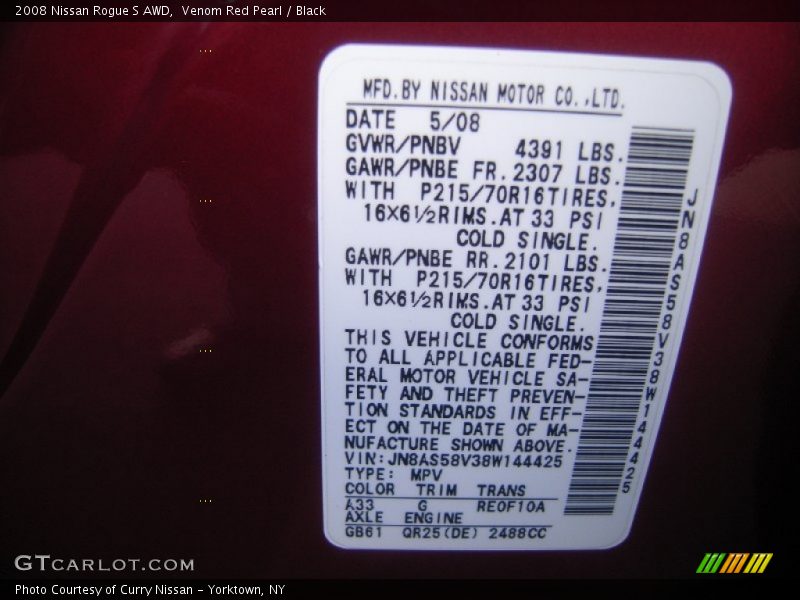 2008 Nissan Rogue S AWD,  Venom Red Pearl / Black
MFD.BY NISSAN MOTOR CO.,LTD.
DATE 5/08
GVWR/PNBV 4391 LBS.
GAWR/PNBE FR.2307 LBS.
WITH P215/70R16TIRES,
16X6½RIMS.AT 33 PSI
COLD SINGLE.
GAWR/PNBE RR.2101 LBS.
WITH P215/70R16TIRES,
16X6½RIMS.AT 33 PSI
COLD SINGLE.
THIS VEHICLE CONFORMS
TO ALL APPLICABLE FED-
ERAL MOTOR VEHICLE SA-
FETY AND THEFT PREVEN-
TION STANDARDS IN EFF-
ECT ON THE DATE OF MA-
NUFACTURE SHOWN ABOVE.
VIN:JN8AS58V38W144425
TYPE: MPV
COLOR TRIM TRANS
A33 G RE0F10A
AXLE ENGINE
GB61 QR25(DE) 2488CC
JN8AS58V38W144425
GTCARLOT.COM
Photo Courtesy of Curry Nissan - Yorktown, NY